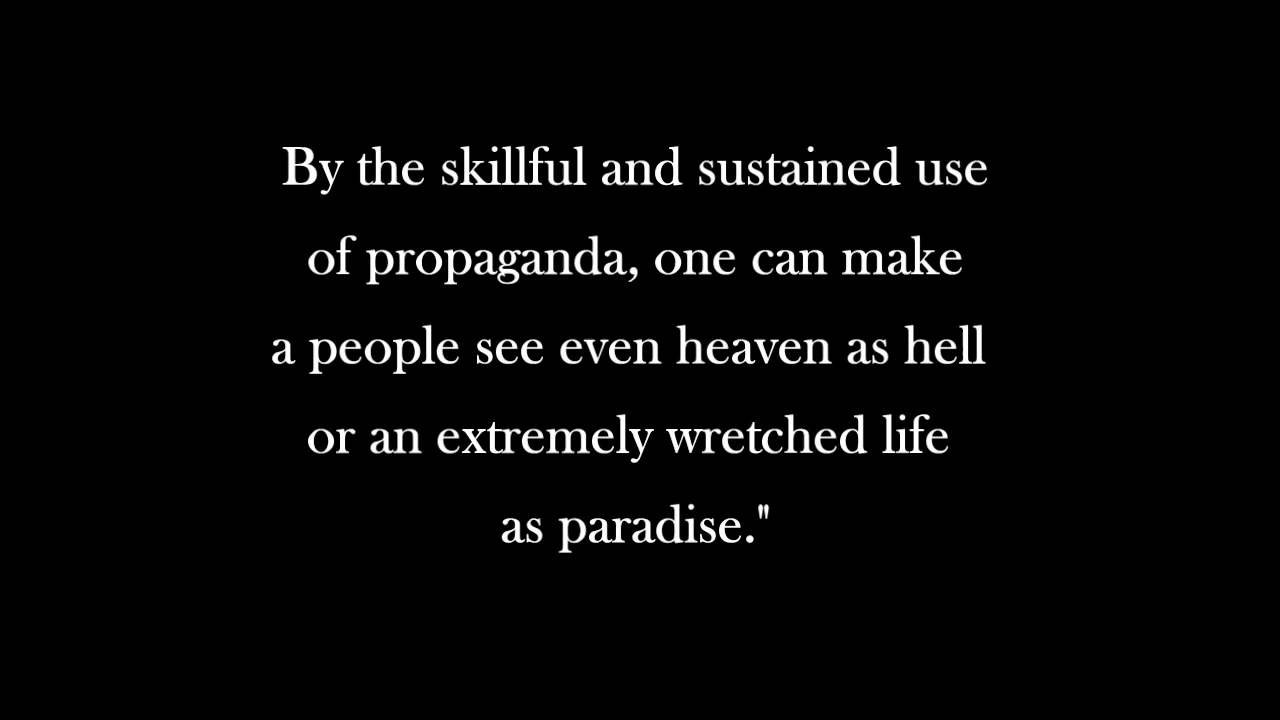 By the skillful and sustained use
of propaganda, one can make
a people see even heaven as hell
or an extremely wretched life
as paradise."